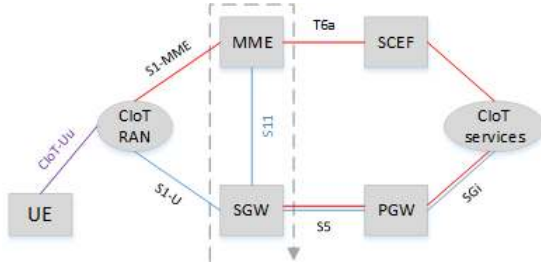 T6a
MME
SCEF
S1-MME
CIoT
RAN
CIoT
services
S11
CIoT-Uu
S1-U
SGi
UE
SGW
PGW
S5